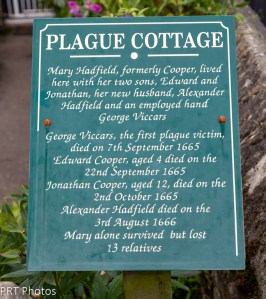 PLAGUE COTTAGE
Mary Hadfield, formerly Cooper, lived
here with her two sons, Edward and
Jonathan, her new husband, Alexander
Hadfield and an employed hand
George Viccars
George Viccars, the first plague victim,
died on 7th September 1665
Edward Cooper, aged 4 died on the
22nd September 1665
Jonathan Cooper, aged 12, died on the
2nd October 1665
Alexander Hadfield died on the
3rd August 1666
Mary alone survived but lost
13 relatives
PRT Photos